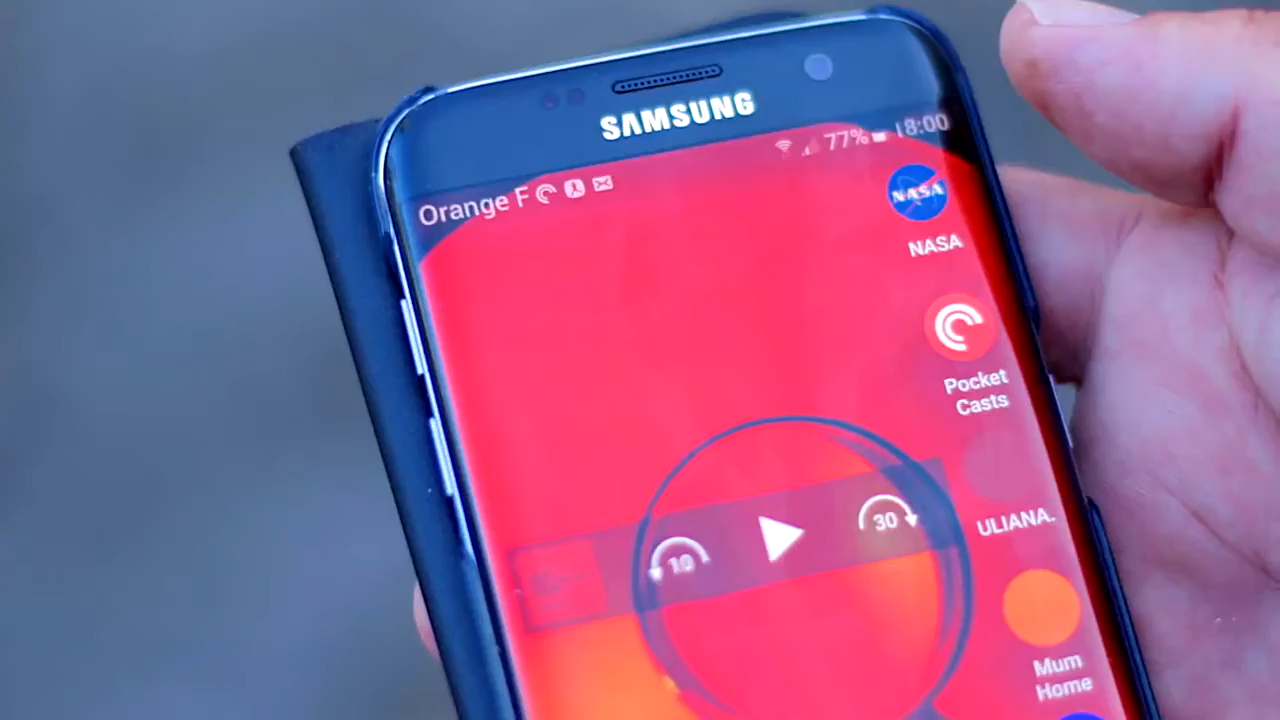 SAMSUNG
Orange F
77% 18:00
NASA
NASA
Pocket
Casts
10
30
ULIANA.
Mum
Home